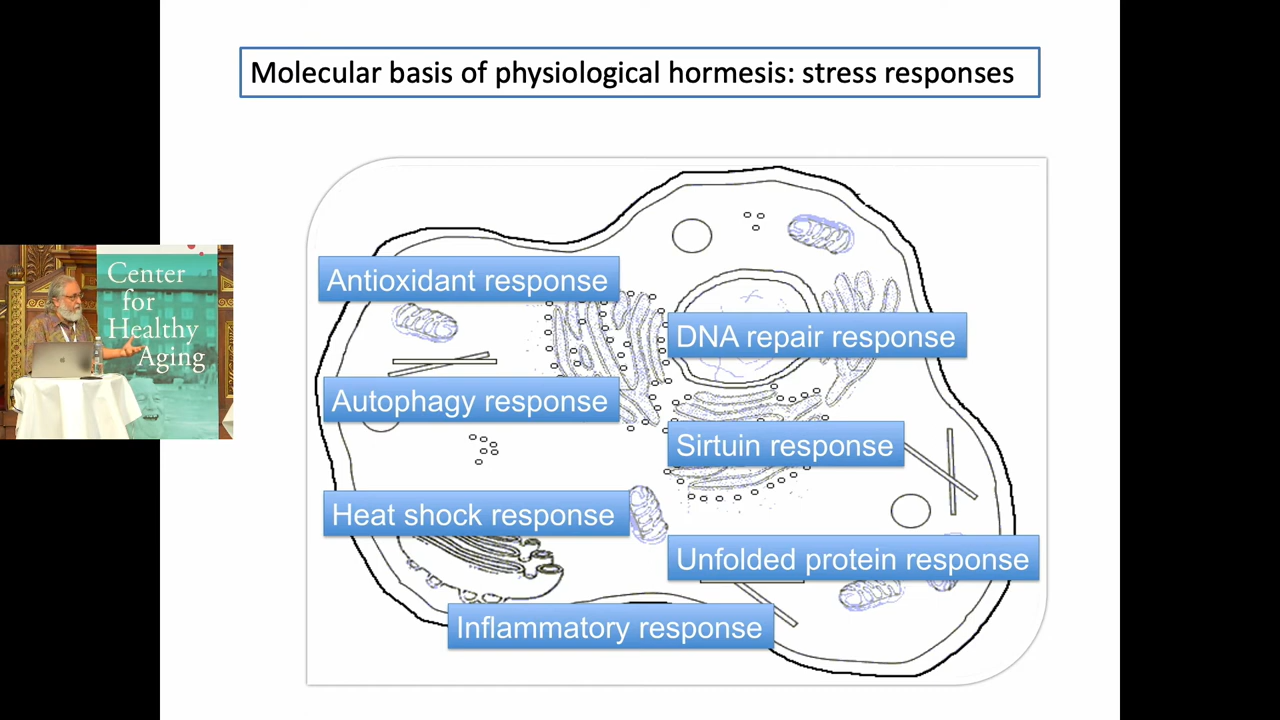 Molecular basis of physiological hormesis: stress responses
Center
for
Healthy
Aging
Antioxidant response
DNA repair response
Autophagy response
Sirtuin response
Heat shock response
Unfolded protein response
Inflammatory response